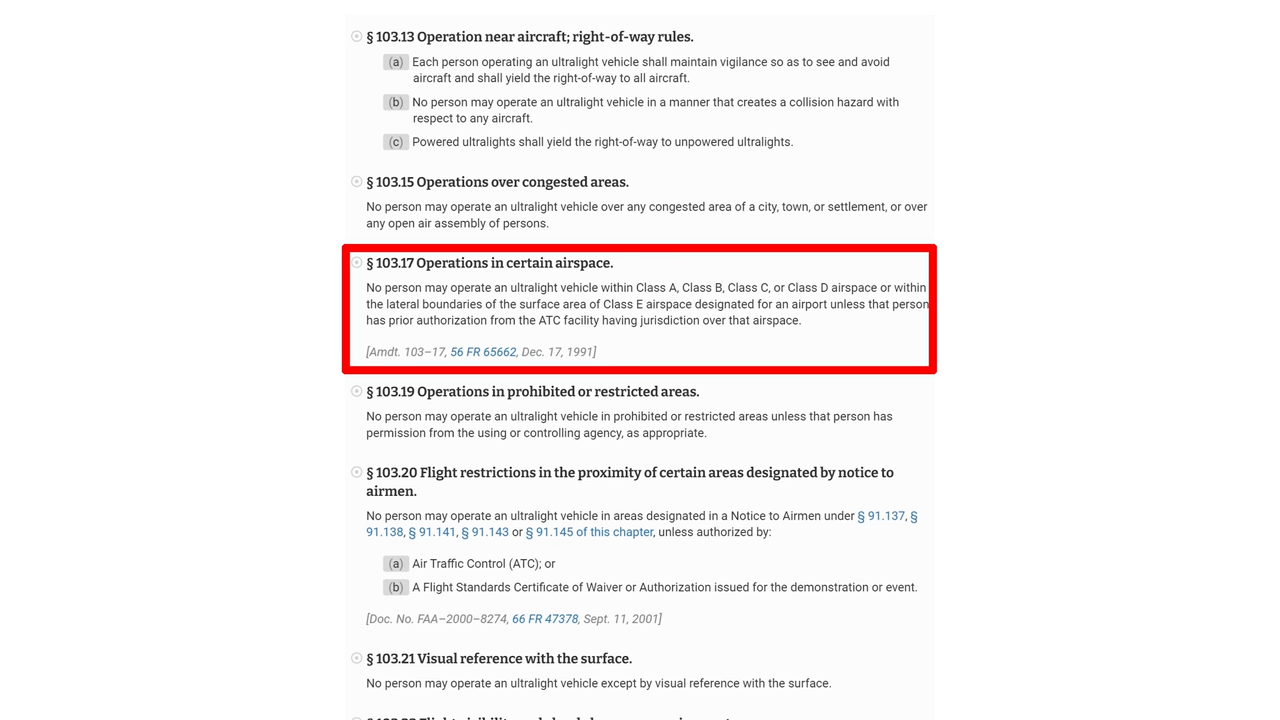 § 103.13 Operation near aircraft; right-of-way rules.
(a) Each person operating an ultralight vehicle shall maintain vigilance so as to see and avoid
aircraft and shall yield the right-of-way to all aircraft.
(b) No person may operate an ultralight vehicle in a manner that creates a collision hazard with
respect to any aircraft.
(c) Powered ultralights shall yield the right-of-way to unpowered ultralights.
§ 103.15 Operations over congested areas.
No person may operate an ultralight vehicle over any congested area of a city, town, or settlement, or over
any open air assembly of persons.
§ 103.17 Operations in certain airspace.
No person may operate an ultralight vehicle within Class A, Class B, Class C, or Class D airspace or within
the lateral boundaries of the surface area of Class E airspace designated for an airport unless that person
has prior authorization from the ATC facility having jurisdiction over that airspace.
[Amdt. 103–17, 56 FR 65662, Dec. 17, 1991]
§ 103.19 Operations in prohibited or restricted areas.
No person may operate an ultralight vehicle in prohibited or restricted areas unless that person has
permission from the using or controlling agency, as appropriate.
§ 103.20 Flight restrictions in the proximity of certain areas designated by notice to
airmen.
No person may operate an ultralight vehicle in areas designated in a Notice to Airmen under § 91.137, §
91.138, § 91.141, § 91.143 or § 91.145 of this chapter, unless authorized by:
(a) Air Traffic Control (ATC); or
(b) A Flight Standards Certificate of Waiver or Authorization issued for the demonstration or event.
[Doc. No. FAA–2000–8274, 66 FR 47378, Sept. 11, 2001]
§ 103.21 Visual reference with the surface.
No person may operate an ultralight vehicle except by visual reference with the surface.